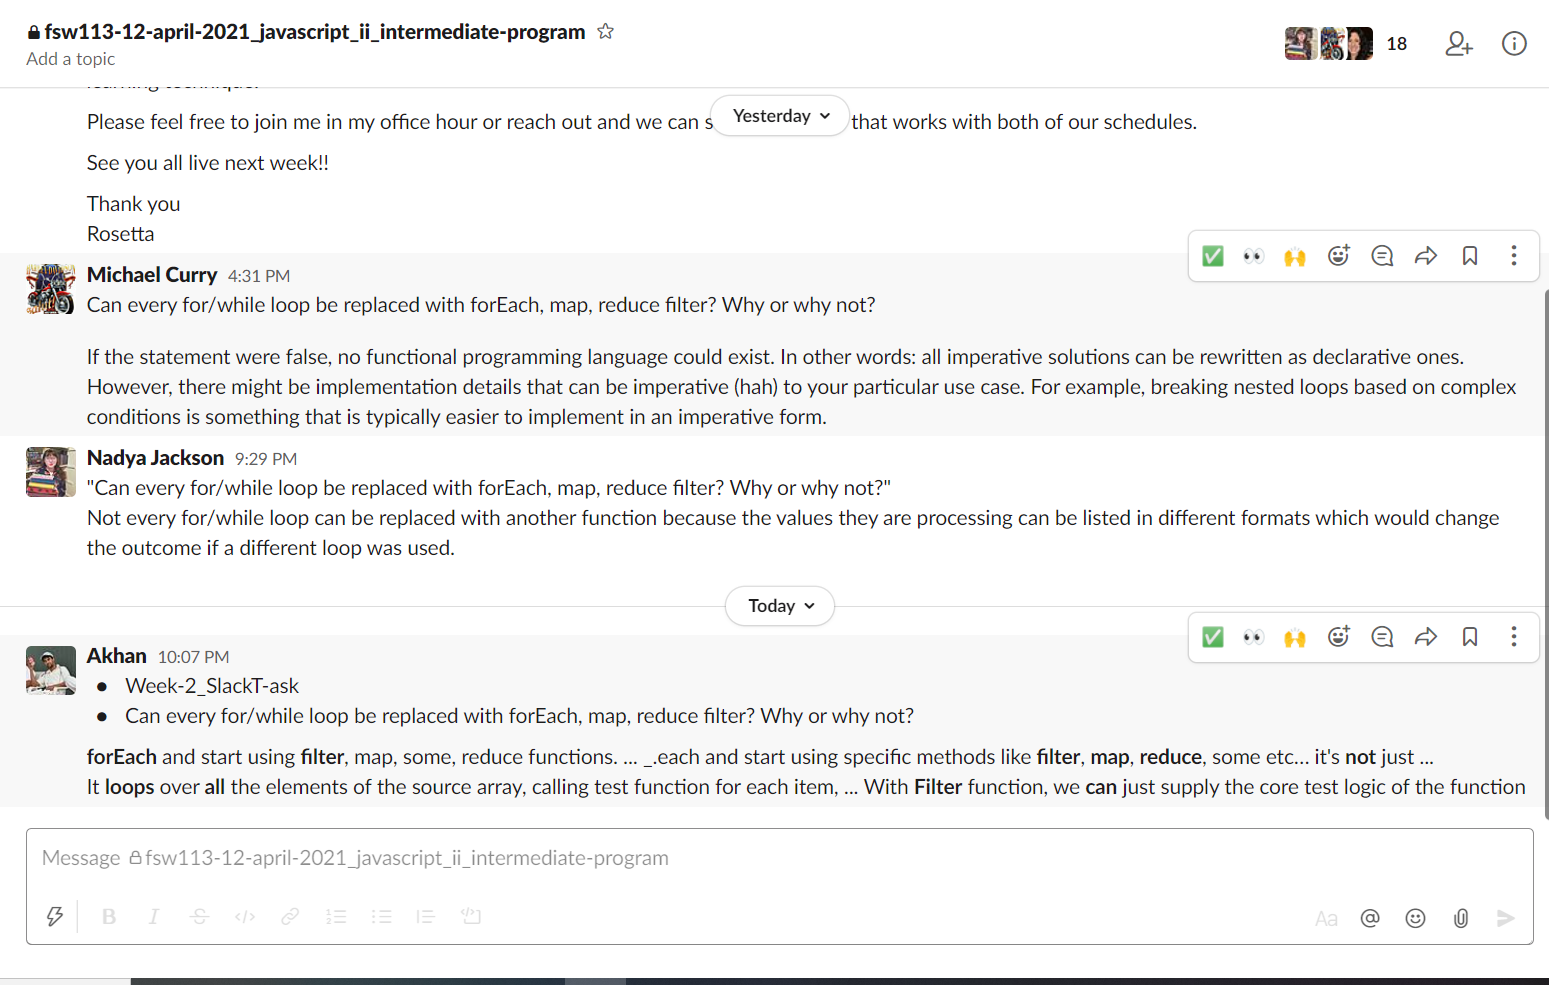 fsw113-12-april-2021_javascript_ii_intermediate-program
18
Add a topic
Yesterday
Please feel free to join me in my office hour or reach out and we can s that works with both of our schedules.
See you all live next week!!
Thank you
Rosetta
Michael Curry 4:31 PM
Can every for/while loop be replaced with forEach, map, reduce filter? Why or why not?
If the statement were false, no functional programming language could exist. In other words: all imperative solutions can be rewritten as declarative ones.
However, there might be implementation details that can be imperative (hah) to your particular use case. For example, breaking nested loops based on complex
conditions is something that is typically easier to implement in an imperative form.
Nadya Jackson 9:29 PM
"Can every for/while loop be replaced with forEach, map, reduce filter? Why or why not?"
Not every for/while loop can be replaced with another function because the values they are processing can be listed in different formats which would change
the outcome if a different loop was used.
Today
Akhan 10:07 PM
• Week-2_SlackT-ask
• Can every for/while loop be replaced with forEach, map, reduce filter? Why or why not?
forEach and start using filter, map, some, reduce functions. ... _.each and start using specific methods like filter, map, reduce, some etc... it's not just ...
It loops over all the elements of the source array, calling test function for each item, ... With Filter function, we can just supply the core test logic of the function
Message fsw113-12-april-2021_javascript_ii_intermediate-program
B I S </> Aa @